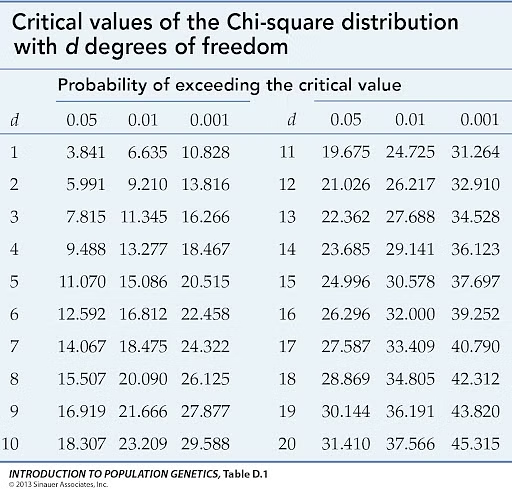 Critical values of the Chi-square distribution
with d degrees of freedom
Probability of exceeding the critical value
d 0.05 0.01 0.001 d 0.05 0.01 0.001
1 3.841 6.635 10.828 11 19.675 24.725 31.264
2 5.991 9.210 13.816 12 21.026 26.217 32.910
3 7.815 11.345 16.266 13 22.362 27.688 34.528
4 9.488 13.277 18.467 14 23.685 29.141 36.123
5 11.070 15.086 20.515 15 24.996 30.578 37.697
6 12.592 16.812 22.458 16 26.296 32.000 39.252
7 14.067 18.475 24.322 17 27.587 33.409 40.790
8 15.507 20.090 26.125 18 28.869 34.805 42.312
9 16.919 21.666 27.877 19 30.144 36.191 43.820
10 18.307 23.209 29.588 20 31.410 37.566 45.315
INTRODUCTION TO POPULATION GENETICS, Table D.1
© 2013 Sinauer Associates, Inc.